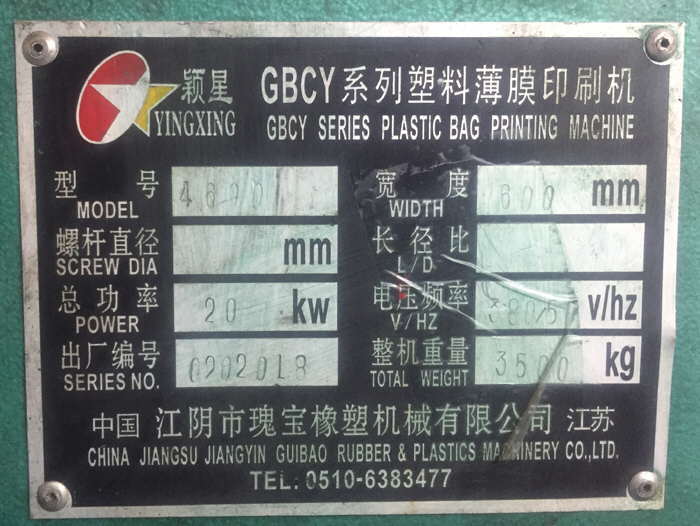 颖星
YINGXING
GBCY系列塑料薄膜印刷机
GBCY SERIES PLASTIC BAG PRINTING MACHINE
型号 4600 宽度 600 mm
MODEL WIDTH
螺杆直径 mm 长径比
SCREW DIA L/D
总功率 20 kw 电压频率 v/hz
POWER V/HZ
出厂编号 0202018 整机重量 3500 kg
SERIES NO. TOTAL WEIGHT
中国 江阴市瑰宝橡塑机械有限公司 江苏
CHINA JIANGSU JIANGYIN GUIBAO RUBBER & PLASTICS MACHINERY CO.,LTD.
TEL: 0510-6383477